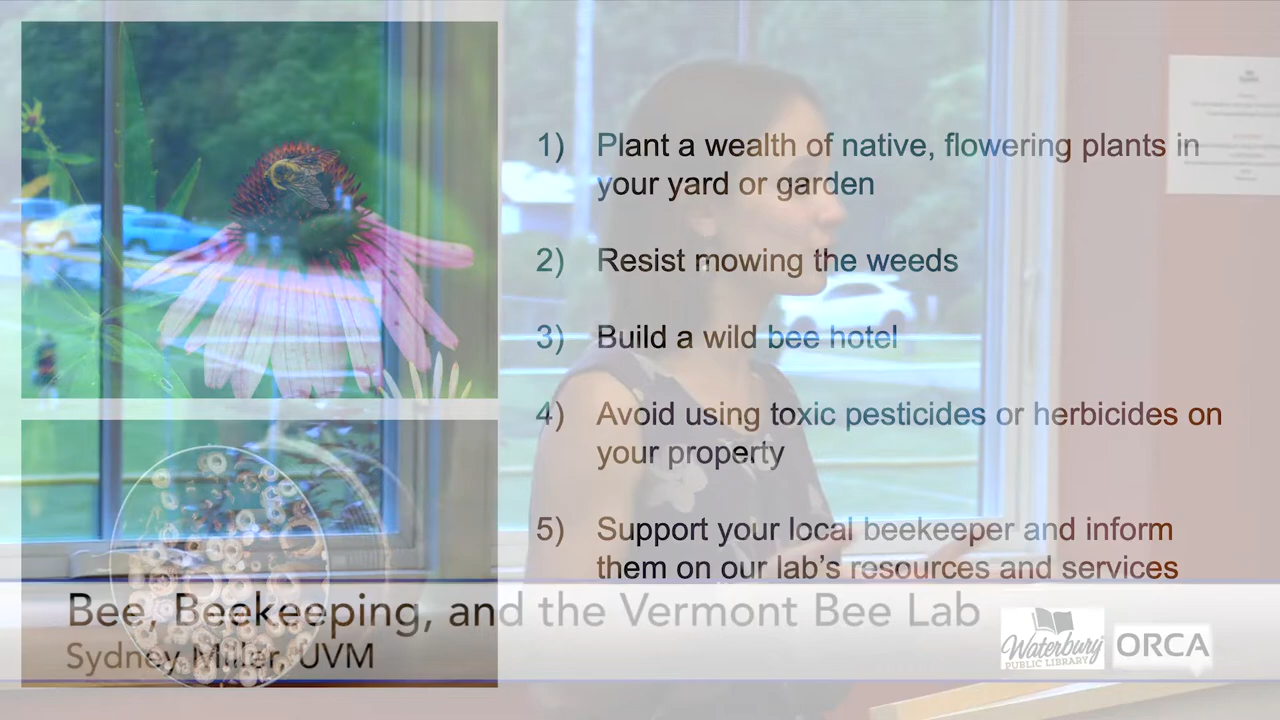 1) Plant a wealth of native, flowering plants in
your yard or garden
2) Resist mowing the weeds
3) Build a wild bee hotel
4) Avoid using toxic pesticides or herbicides on
your property
5) Support your local beekeeper and inform
them on our lab's resources and services
Bee, Beekeeping, and the Vermont Bee Lab
Sydney Miller, UVM
Waterbury
PUBLIC LIBRARY
ORCA